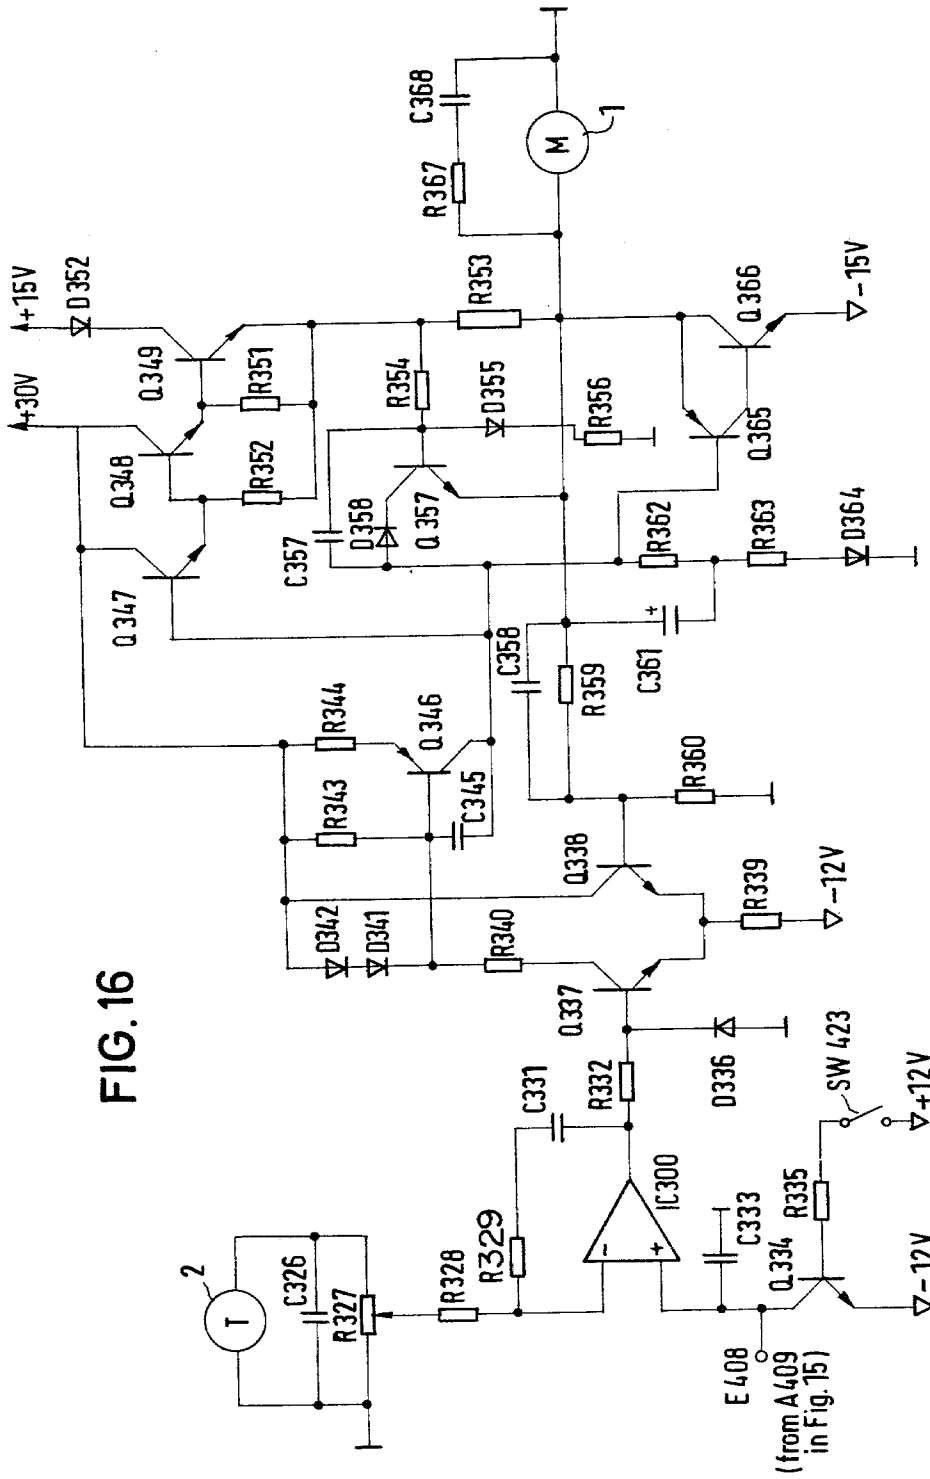 FIG. 16
+30V
+15V
D352
Q349
Q348
Q347
R351
R352
C368
R367
M
1
R353
R354
D355
R356
C357
D358
Q357
Q366
-15V
Q365
R362
R363
D364
C358
R359
+
C361
R360
R344
R343
Q346
C345
D342
D341
R340
Q338
Q337
R339
-12V
D336
R332
C331
SW 423
+12V
R335
IC300
-
+
C333
Q334
-12V
R329
R328
2
T
C326
R327
E408
(from A409
in Fig. 15)